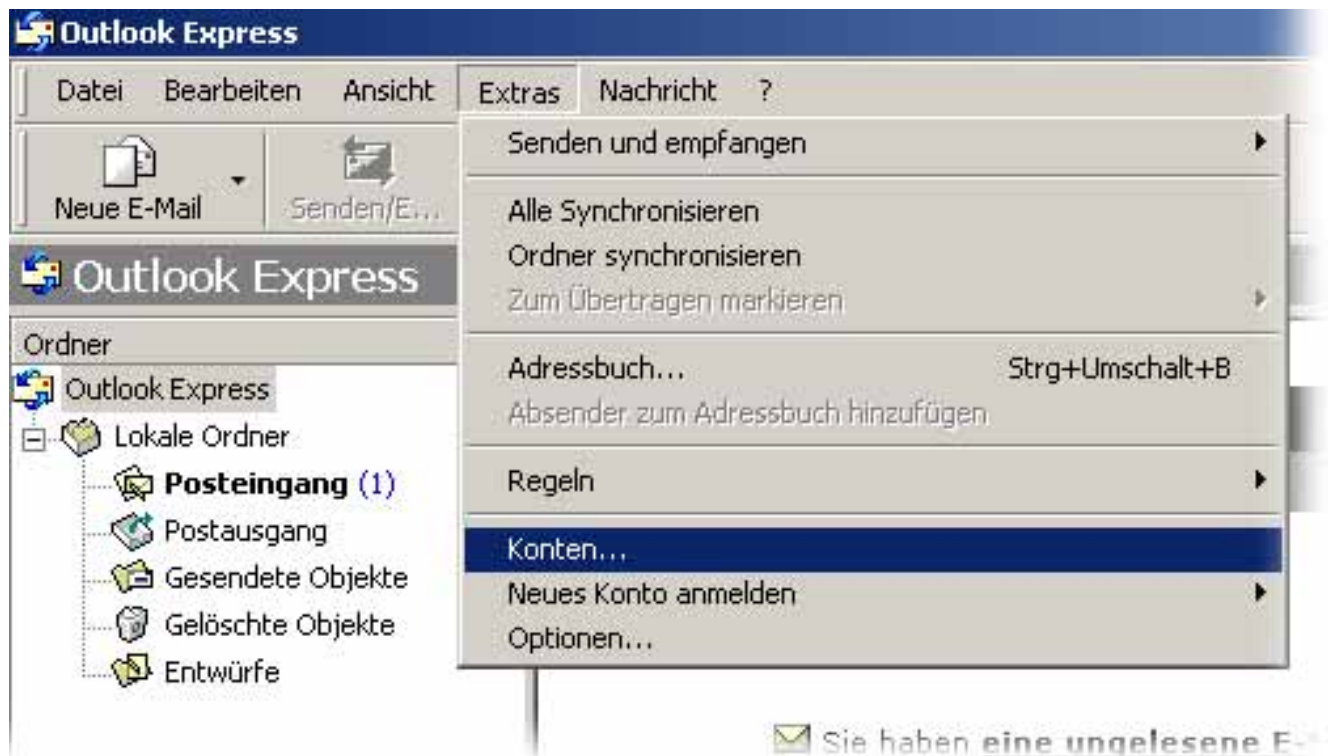 Outlook Express
Datei Bearbeiten Ansicht Extras Nachricht ?
Neue E-Mail Senden/E...
Outlook Express
Ordner
Outlook Express
Lokale Ordner
Posteingang (1)
Postausgang
Gesendete Objekte
Gelöschte Objekte
Entwürfe
Senden und empfangen
Alle Synchronisieren
Ordner synchronisieren
Zum Übertragen markieren
Adressbuch... Strg+Umschalt+B
Absender zum Adressbuch hinzufügen
Regeln
Konten...
Neues Konto anmelden
Optionen...
Sie haben eine ungelesene E-